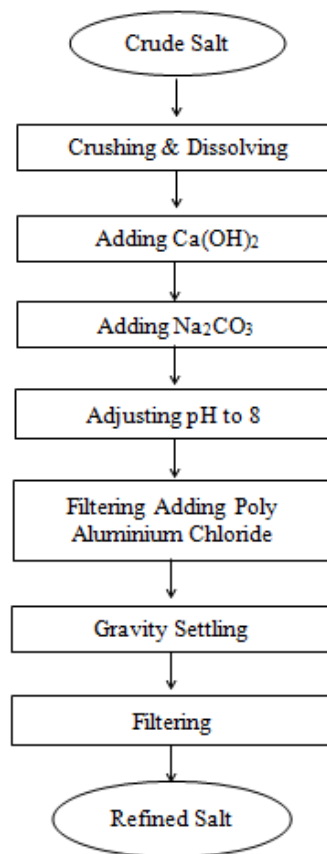 Crude Salt
Crushing & Dissolving
Adding Ca(OH)₂
Adding Na₂CO₃
Adjusting pH to 8
Filtering Adding Poly
Aluminium Chloride
Gravity Settling
Filtering
Refined Salt